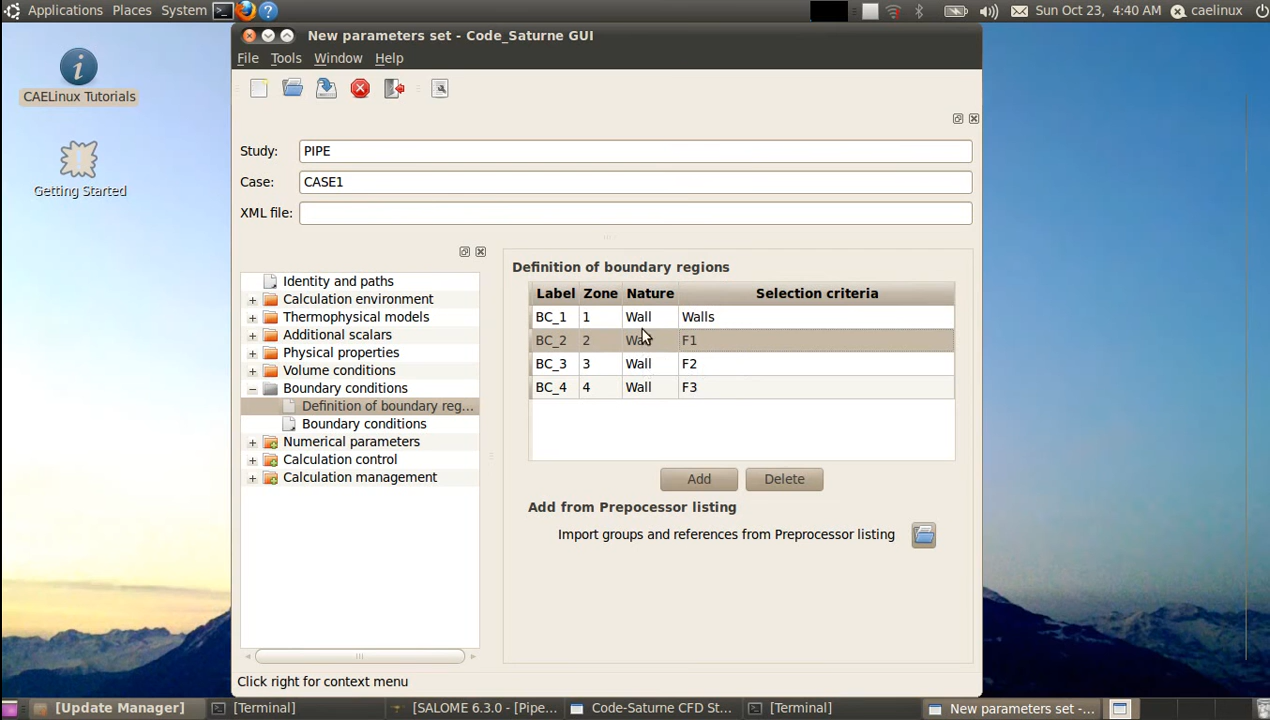 Applications Places System Sun Oct 23, 4:40 AM caelinux
New parameters set - Code_Saturne GUI
File Tools Window Help
CAELinux Tutorials
Getting Started
Study: PIPE
Case: CASE1
XML file:
Identity and paths
Calculation environment
Thermophysical models
Additional scalars
Physical properties
Volume conditions
Boundary conditions
Definition of boundary reg...
Boundary conditions
Numerical parameters
Calculation control
Calculation management
Definition of boundary regions
Label Zone Nature Selection criteria
BC_1 1 Wall Walls
BC_2 2 Wall F1
BC_3 3 Wall F2
BC_4 4 Wall F3
Add Delete
Add from Prepocessor listing
Import groups and references from Preprocessor listing
Click right for context menu
[Update Manager] [Terminal] [SALOME 6.3.0 - [Pipe... Code-Saturne CFD St... [Terminal] New parameters set -...